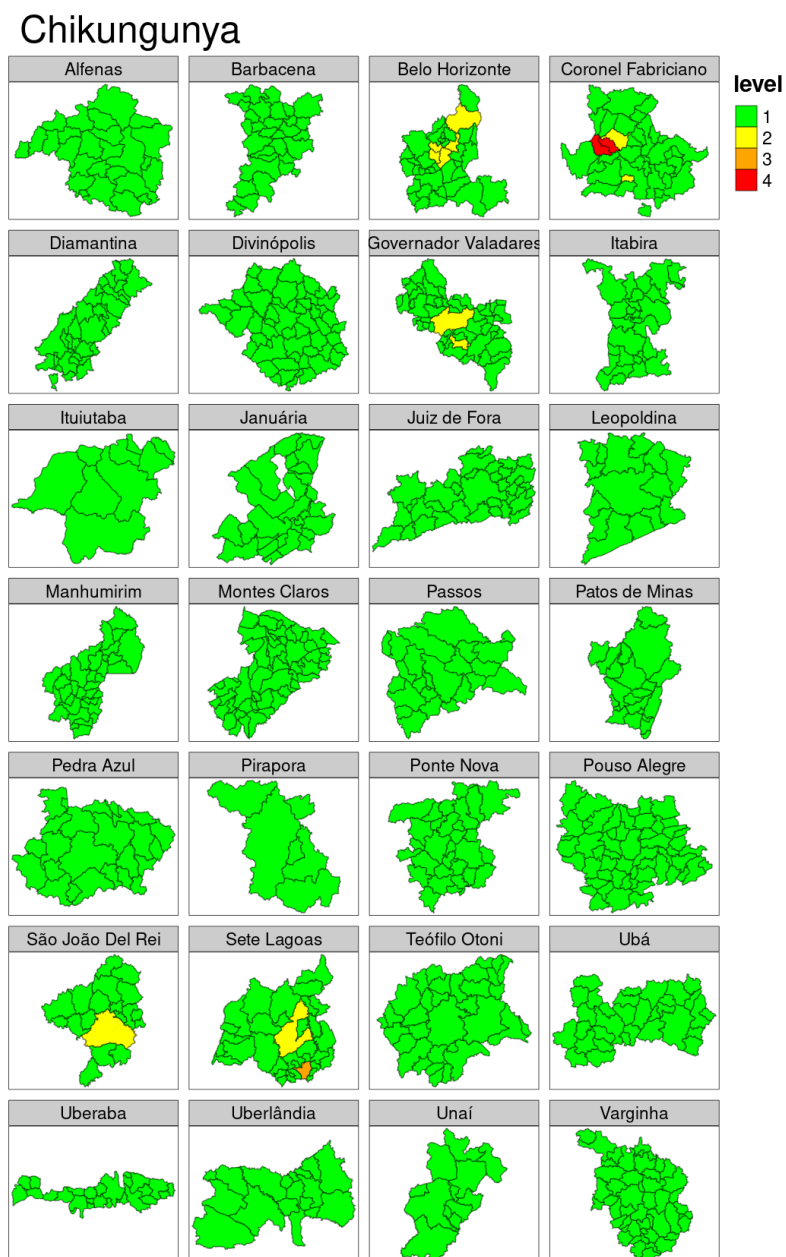 Chikungunya
Alfenas
Barbacena
Belo Horizonte
Coronel Fabriciano
level
1
2
3
4
Diamantina
Divinópolis
Governador Valadares
Itabira
Ituiutaba
Januária
Juiz de Fora
Leopoldina
Manhumirim
Montes Claros
Passos
Patos de Minas
Pedra Azul
Pirapora
Ponte Nova
Pouso Alegre
São João Del Rei
Sete Lagoas
Teófilo Otoni
Ubá
Uberaba
Uberlândia
Unaí
Varginha